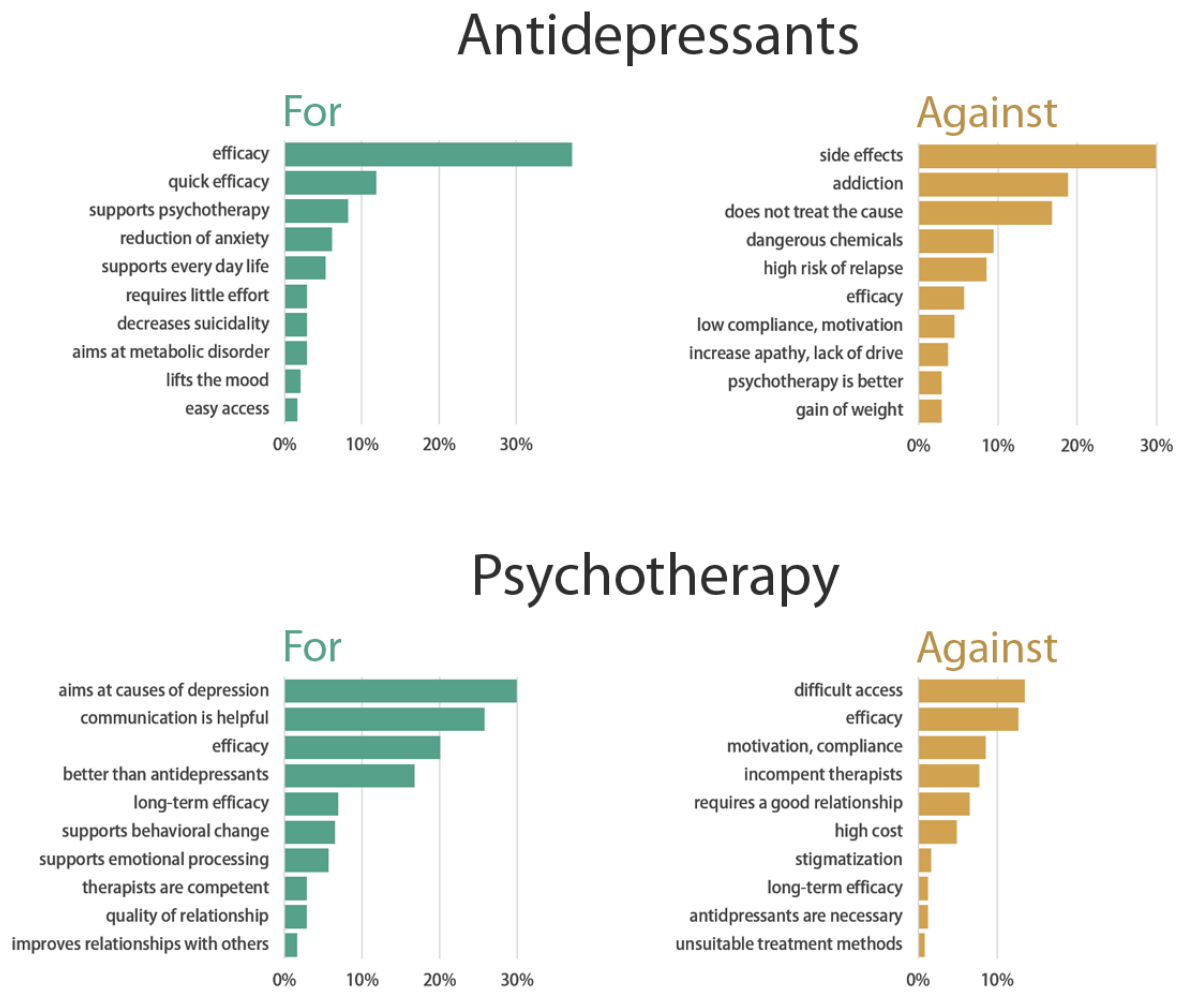 Antidepressants
For
efficacy
quick efficacy
supports psychotherapy
reduction of anxiety
supports every day life
requires little effort
decreases suicidality
aims at metabolic disorder
lifts the mood
easy access
0% 10% 20% 30%
Against
side effects
addiction
does not treat the cause
dangerous chemicals
high risk of relapse
efficacy
low compliance, motivation
increase apathy, lack of drive
psychotherapy is better
gain of weight
0% 10% 20% 30%
Psychotherapy
For
aims at causes of depression
communication is helpful
efficacy
better than antidepressants
long-term efficacy
supports behavioral change
supports emotional processing
therapists are competent
quality of relationship
improves relationships with others
0% 10% 20% 30%
Against
difficult access
efficacy
motivation, compliance
incompent therapists
requires a good relationship
high cost
stigmatization
long-term efficacy
antidpressants are necessary
unsuitable treatment methods
0% 10%